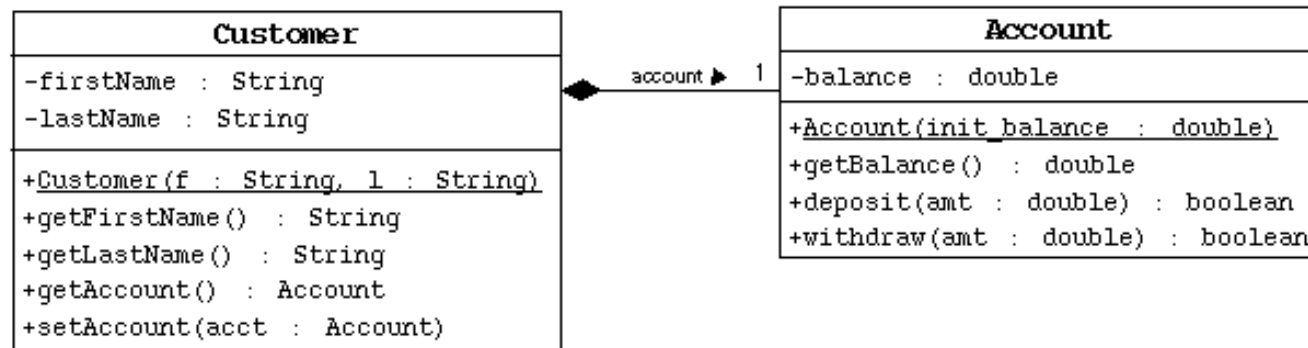 Customer
-firstName : String
-lastName : String
+Customer(f : String, l : String)
+getFirstName() : String
+getLastName() : String
+getAccount() : Account
+setAccount(acct : Account)
account 1
Account
-balance : double
+Account(init_balance : double)
+getBalance() : double
+deposit(amt : double) : boolean
+withdraw(amt : double) : boolean